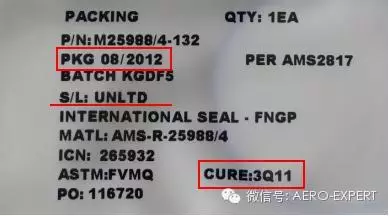 PACKING QTY: 1EA
P/N: M25988/4-132
PKG 08/2012 PER AMS2817
BATCH KGDF5
S/L: UNLTD
INTERNATIONAL SEAL - FNGP
MATL: AMS-R-25988/4
ICN: 265932
ASTM:FVMQ CURE:3Q11
PO: 116720
微信号: AERO-EXPERT